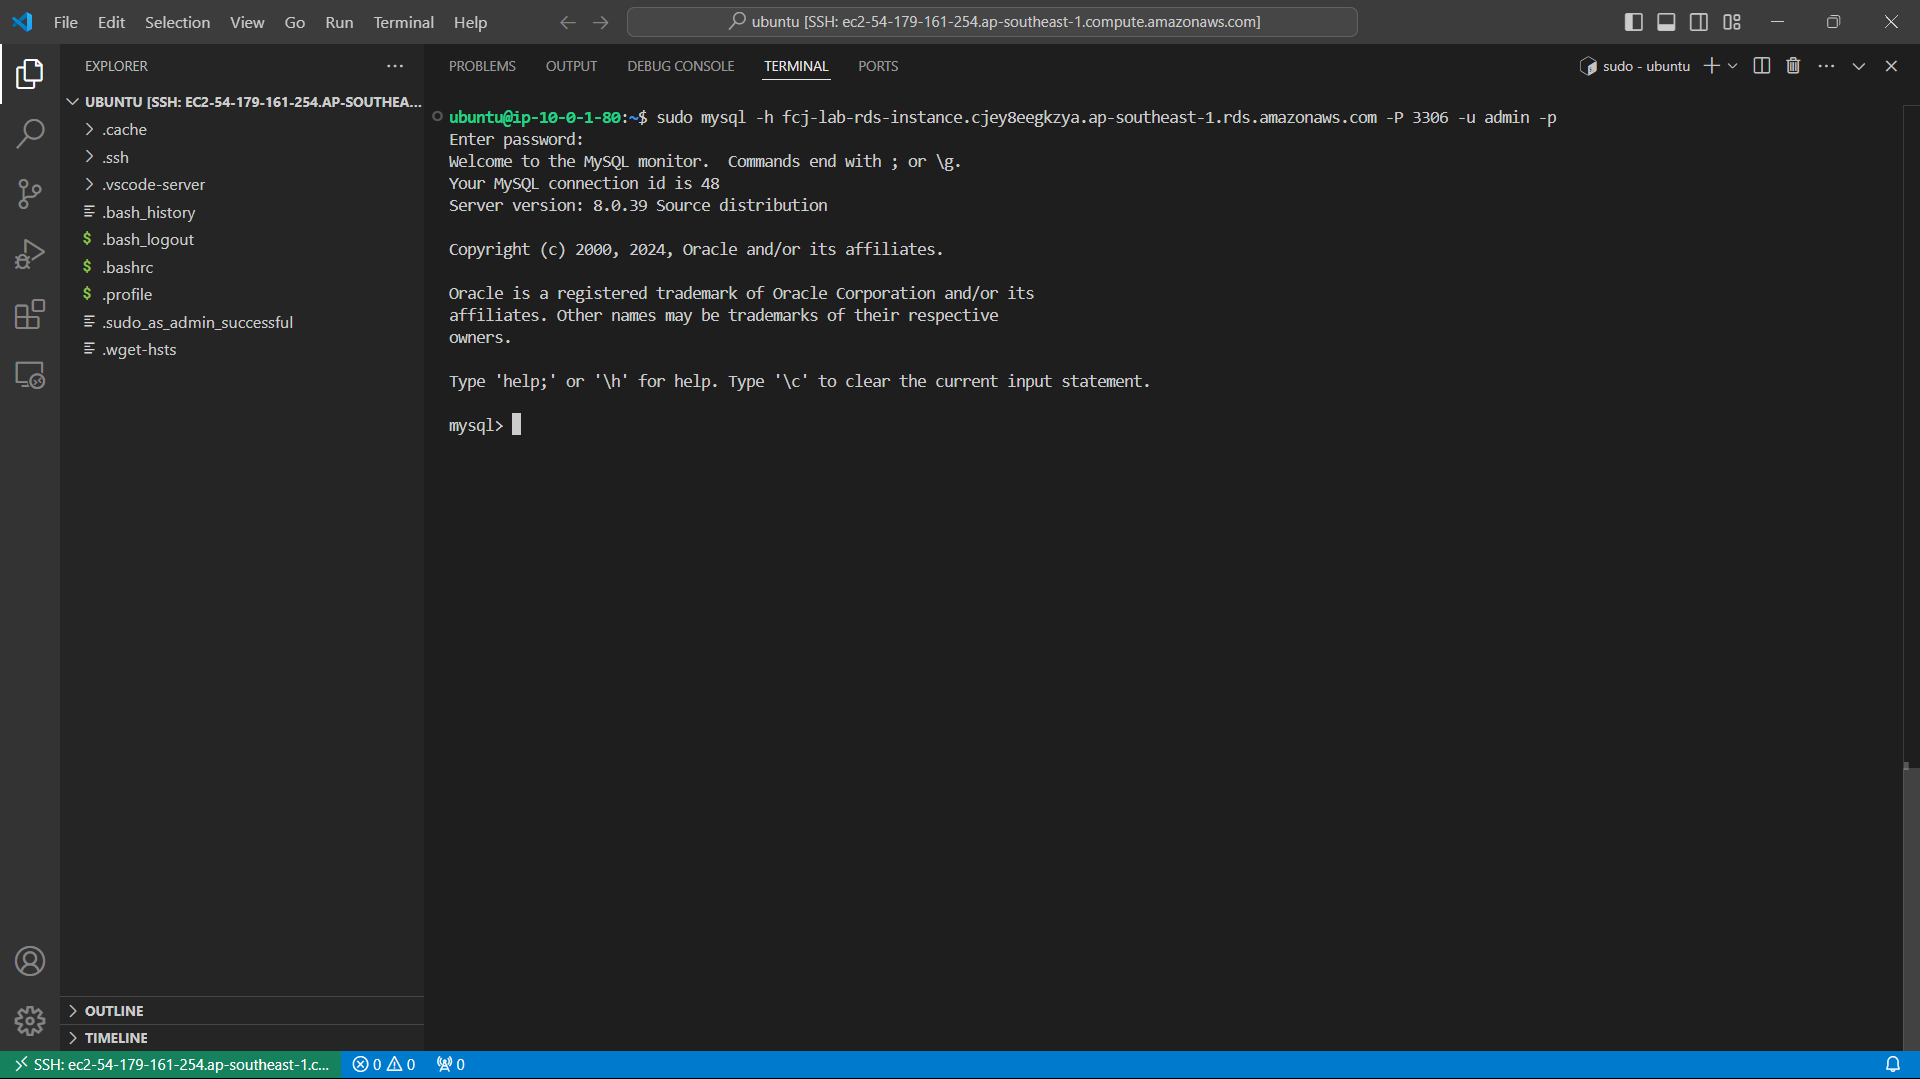 File Edit Selection View Go Run Terminal Help
ubuntu [SSH: ec2-54-179-161-254.ap-southeast-1.compute.amazonaws.com]
EXPLORER
UBUNTU [SSH: EC2-54-179-161-254.AP-SOUTHEA...
.cache
.ssh
.vscode-server
.bash_history
$ .bash_logout
$ .bashrc
$ .profile
.sudo_as_admin_successful
.wget-hsts
OUTLINE
TIMELINE
PROBLEMS OUTPUT DEBUG CONSOLE TERMINAL PORTS
sudo - ubuntu
ubuntu@ip-10-0-1-80:~$ sudo mysql -h fcj-lab-rds-instance.cjey8eegkzya.ap-southeast-1.rds.amazonaws.com -P 3306 -u admin -p
Enter password:
Welcome to the MySQL monitor.  Commands end with ; or \g.
Your MySQL connection id is 48
Server version: 8.0.39 Source distribution
Copyright (c) 2000, 2024, Oracle and/or its affiliates.
Oracle is a registered trademark of Oracle Corporation and/or its
affiliates. Other names may be trademarks of their respective
owners.
Type 'help;' or '\h' for help. Type '\c' to clear the current input statement.
mysql>
SSH: ec2-54-179-161-254.ap-southeast-1.c... 0 0 0